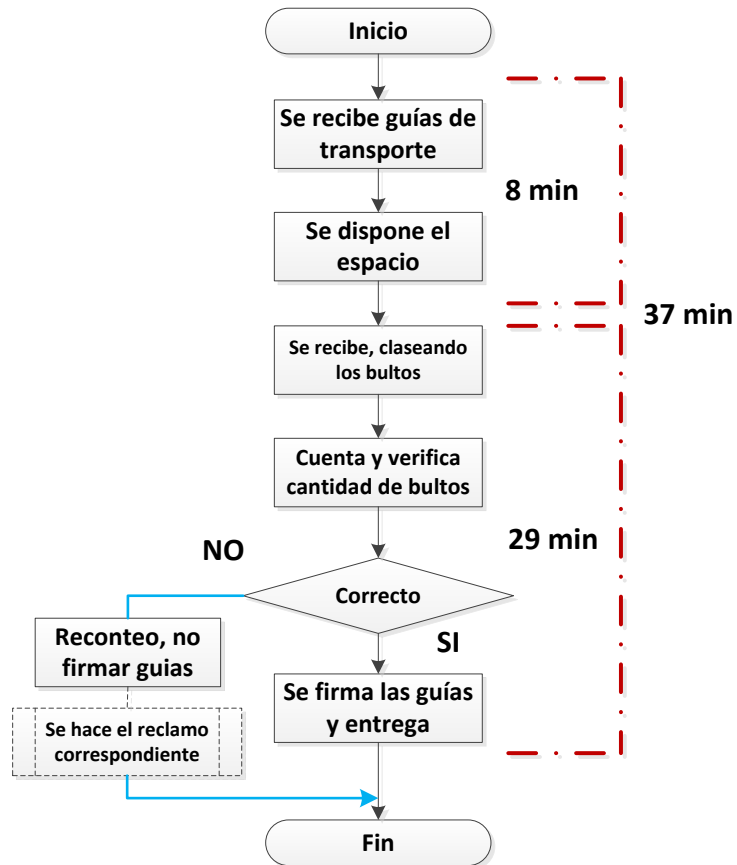 Inicio
Se recibe guías de
transporte
8 min
Se dispone el
espacio
37 min
Se recibe, claseando
los bultos
Cuenta y verifica
cantidad de bultos
29 min
NO
Correcto
SI
Reconteo, no
firmar guias
Se firma las guías
y entrega
Se hace el reclamo
correspondiente
Fin